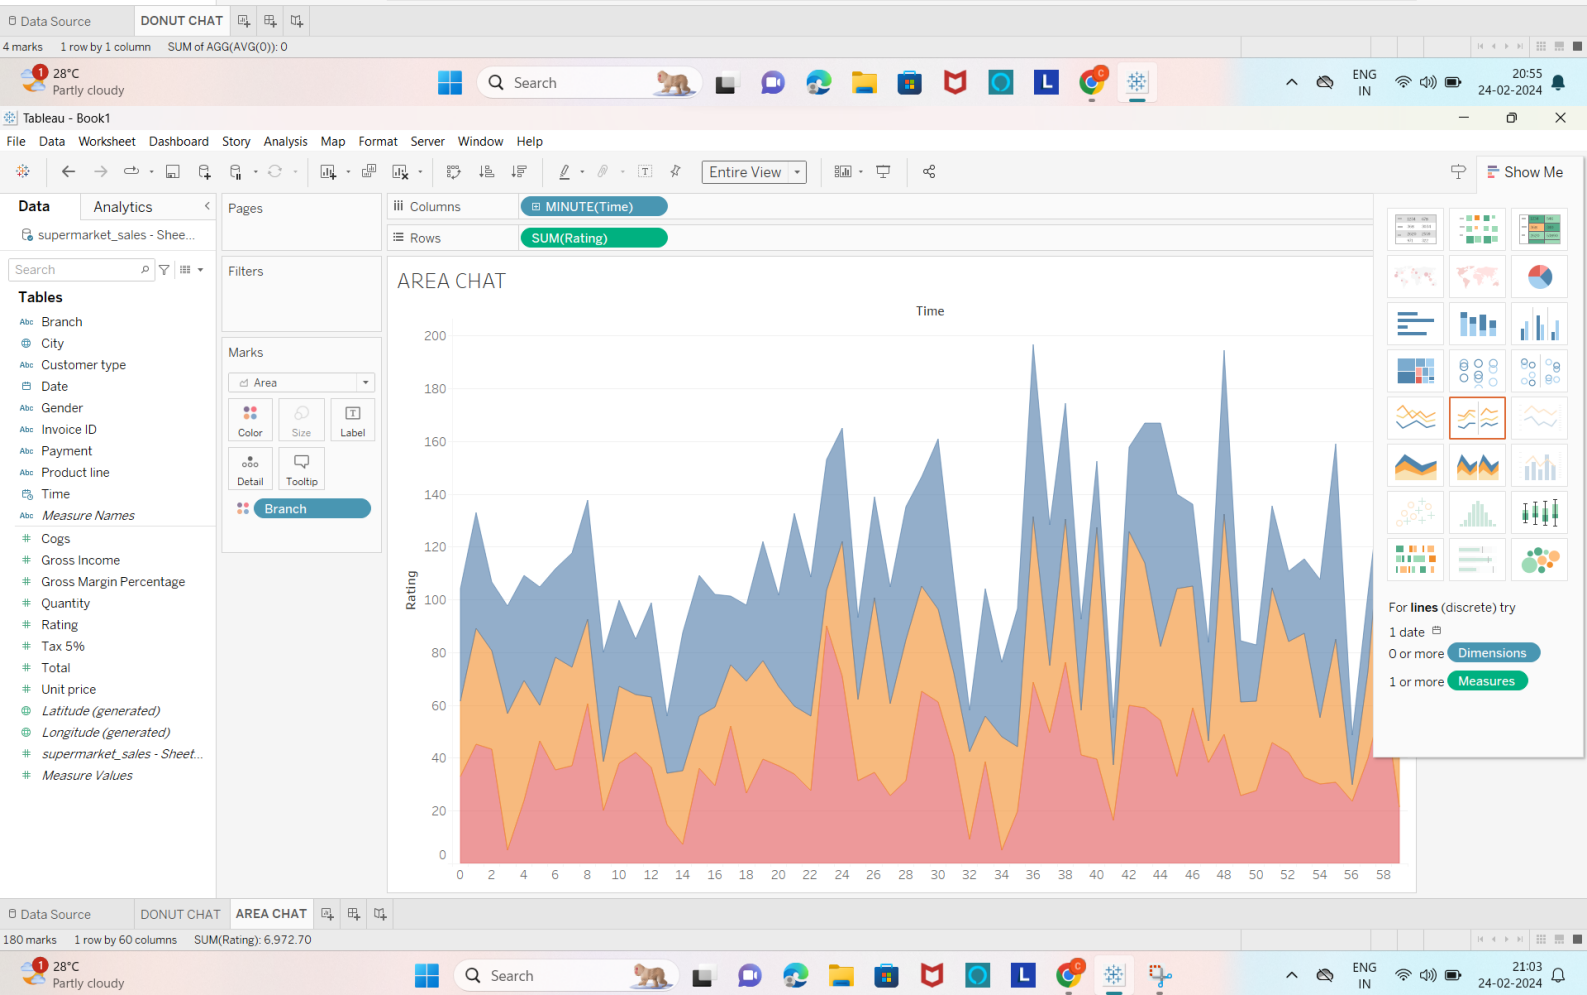 Data Source
DONUT CHAT
4 marks 1 row by 1 column SUM of AGG(AVG(0)): 0
1
28°C
Partly cloudy
Search
C
L
ENG
IN
20:55
24-02-2024
Tableau - Book1
File Data Worksheet Dashboard Story Analysis Map Format Server Window Help
Entire View
Show Me
Data Analytics
supermarket_sales - Shee...
Search
Tables
Abc Branch
City
Abc Customer type
Date
Abc Gender
Abc Invoice ID
Abc Payment
Abc Product line
Time
Abc Measure Names
# Cogs
# Gross Income
# Gross Margin Percentage
# Quantity
# Rating
# Tax 5%
# Total
# Unit price
Latitude (generated)
Longitude (generated)
# supermarket_sales - Sheet...
# Measure Values
Pages
Filters
Marks
Area
Color Size Label
Detail Tooltip
Branch
Columns MINUTE(Time)
Rows SUM(Rating)
AREA CHAT
Time
Rating
200
180
160
140
120
100
80
60
40
20
0
0 2 4 6 8 10 12 14 16 18 20 22 24 26 28 30 32 34 36 38 40 42 44 46 48 50 52 54 56 58
For lines (discrete) try
1 date
0 or more Dimensions
1 or more Measures
Data Source DONUT CHAT AREA CHAT
180 marks 1 row by 60 columns SUM(Rating): 6,972.70
1
28°C
Partly cloudy
Search
C
L
ENG
IN
21:03
24-02-2024